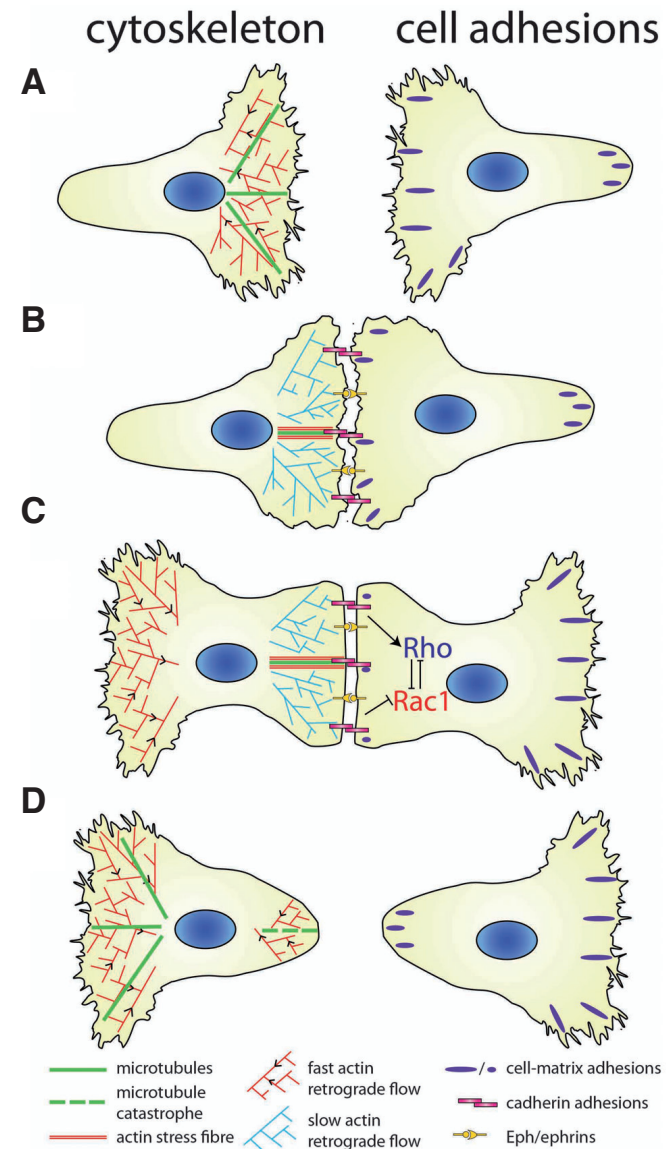 cytoskeleton cell adhesions
A
B
C
Rho
Rac1
D
microtubules
microtubule
catastrophe
actin stress fibre
fast actin
retrograde flow
slow actin
retrograde flow
cell-matrix adhesions
cadherin adhesions
Eph/ephrins